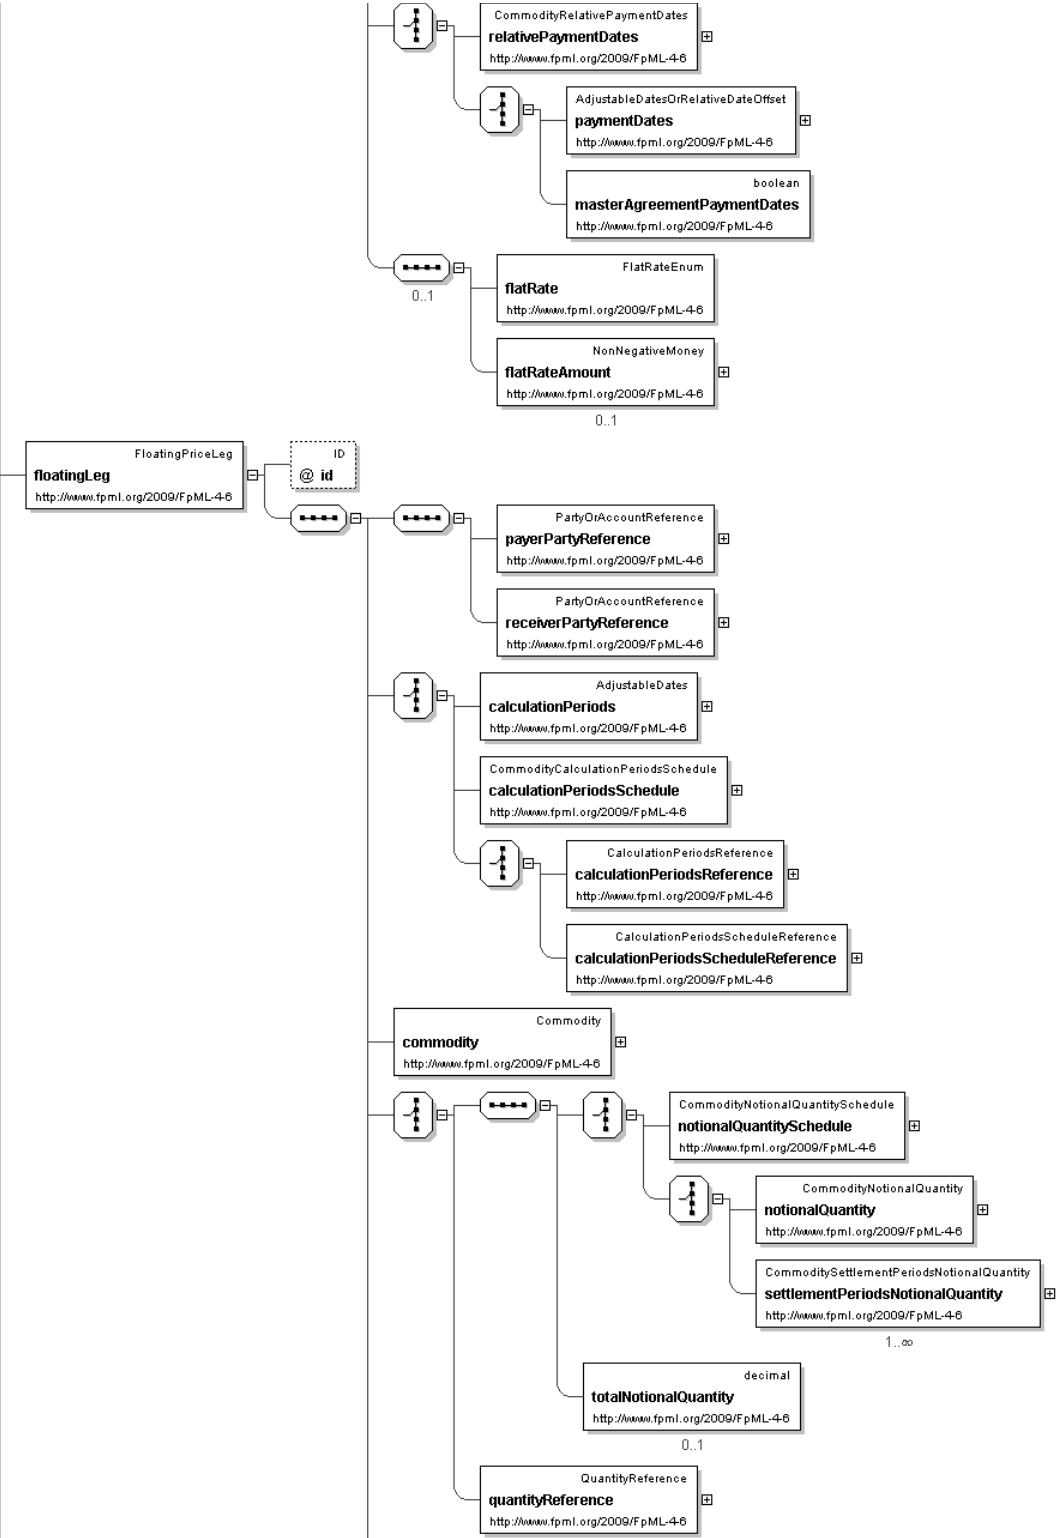 CommodityRelativePaymentDates
relativePaymentDates
http://www.fpml.org/2009/FpML-4-6
AdjustableDatesOrRelativeDateOffset
paymentDates
http://www.fpml.org/2009/FpML-4-6
boolean
masterAgreementPaymentDates
http://www.fpml.org/2009/FpML-4-6
FlatRateEnum
flatRate
http://www.fpml.org/2009/FpML-4-6
0..1
NonNegativeMoney
flatRateAmount
http://www.fpml.org/2009/FpML-4-6
0..1
FloatingPriceLeg
floatingLeg
http://www.fpml.org/2009/FpML-4-6
ID
@ id
PartyOrAccountReference
payerPartyReference
http://www.fpml.org/2009/FpML-4-6
PartyOrAccountReference
receiverPartyReference
http://www.fpml.org/2009/FpML-4-6
AdjustableDates
calculationPeriods
http://www.fpml.org/2009/FpML-4-6
CommodityCalculationPeriodsSchedule
calculationPeriodsSchedule
http://www.fpml.org/2009/FpML-4-6
CalculationPeriodsReference
calculationPeriodsReference
http://www.fpml.org/2009/FpML-4-6
CalculationPeriodsScheduleReference
calculationPeriodsScheduleReference
http://www.fpml.org/2009/FpML-4-6
Commodity
commodity
http://www.fpml.org/2009/FpML-4-6
CommodityNotionalQuantitySchedule
notionalQuantitySchedule
http://www.fpml.org/2009/FpML-4-6
CommodityNotionalQuantity
notionalQuantity
http://www.fpml.org/2009/FpML-4-6
CommoditySettlementPeriodsNotionalQuantity
settlementPeriodsNotionalQuantity
http://www.fpml.org/2009/FpML-4-6
1..∞
decimal
totalNotionalQuantity
http://www.fpml.org/2009/FpML-4-6
0..1
QuantityReference
quantityReference
http://www.fpml.org/2009/FpML-4-6